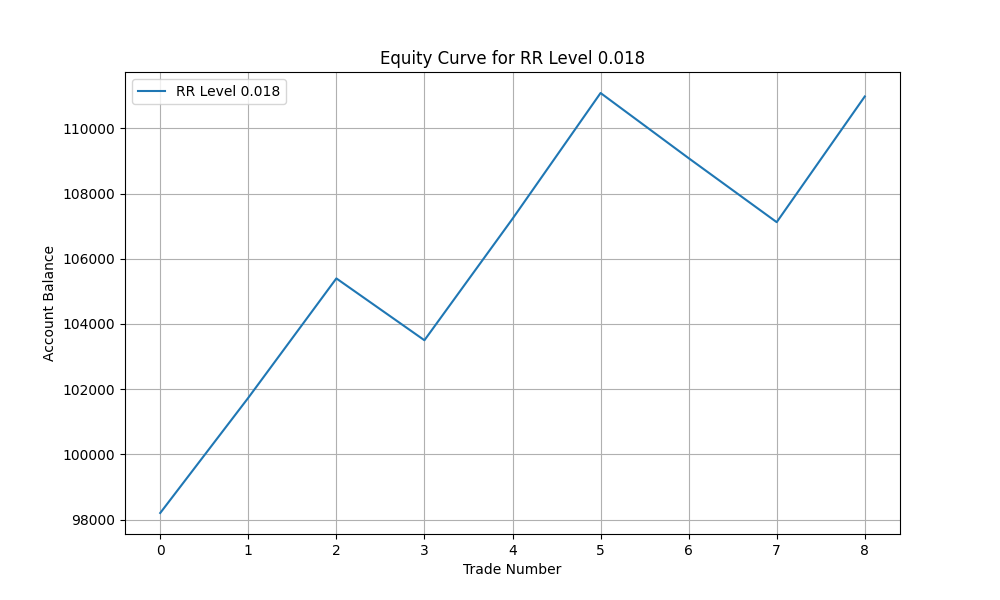 Equity Curve for RR Level 0.018
RR Level 0.018
110000
108000
106000
104000
102000
100000
98000
Account Balance
0 1 2 3 4 5 6 7 8
Trade Number